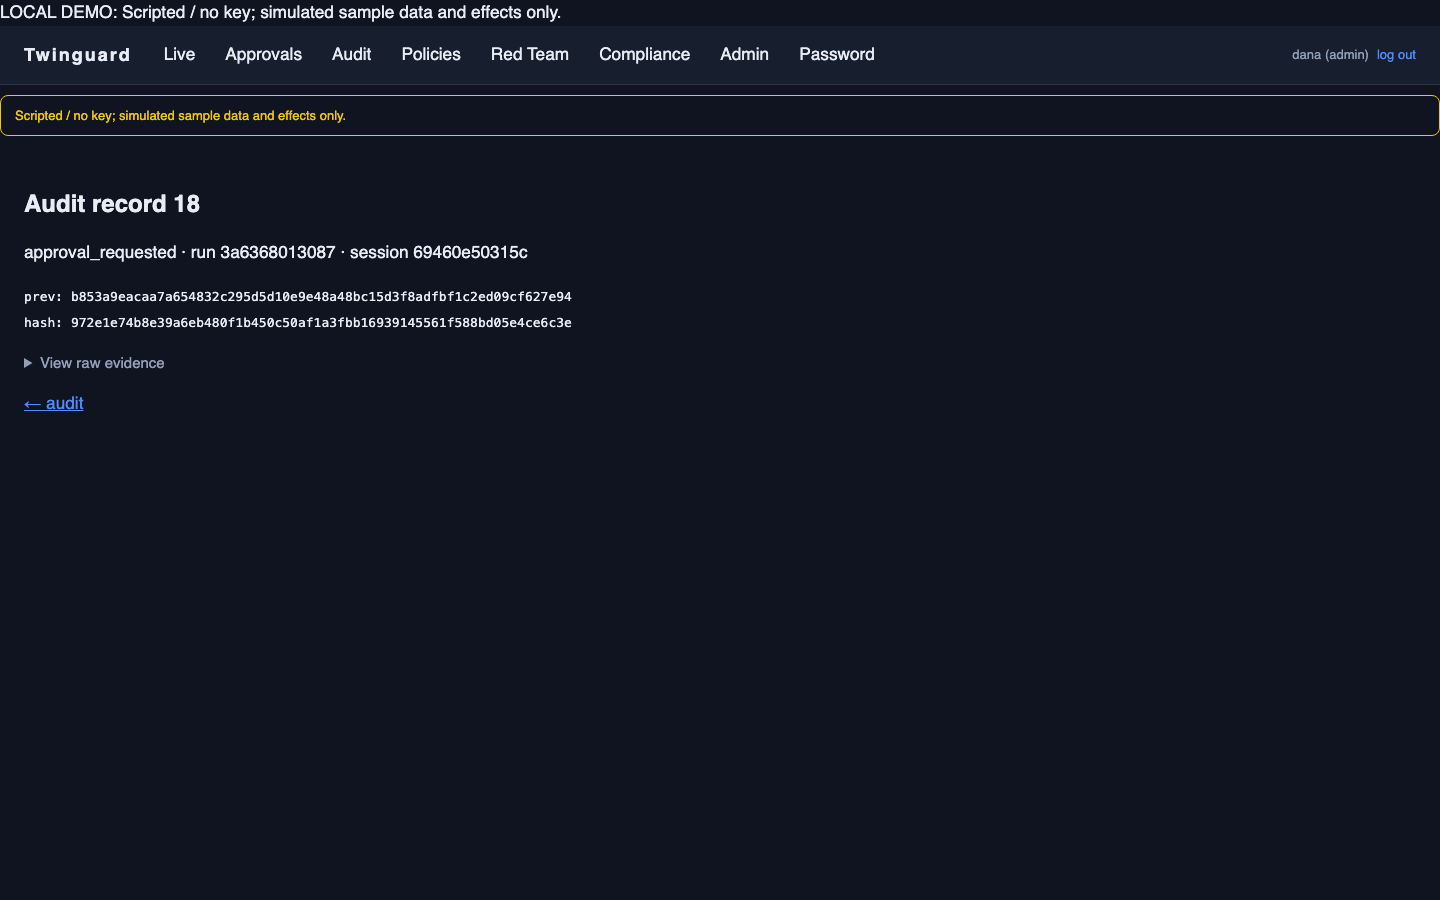 LOCAL DEMO: Scripted / no key; simulated sample data and effects only.
Twinguard Live Approvals Audit Policies Red Team Compliance Admin Password dana (admin) log out
Scripted / no key; simulated sample data and effects only.
Audit record 18
approval_requested · run 3a6368013087 · session 69460e50315c
prev: b853a9eacaa7a654832c295d5d10e9e48a48bc15d3f8adfbf1c2ed09cf627e94
hash: 972e1e74b8e39a6eb480f1b450c50af1a3fbb16939145561f588bd05e4ce6c3e
▶ View raw evidence
← audit